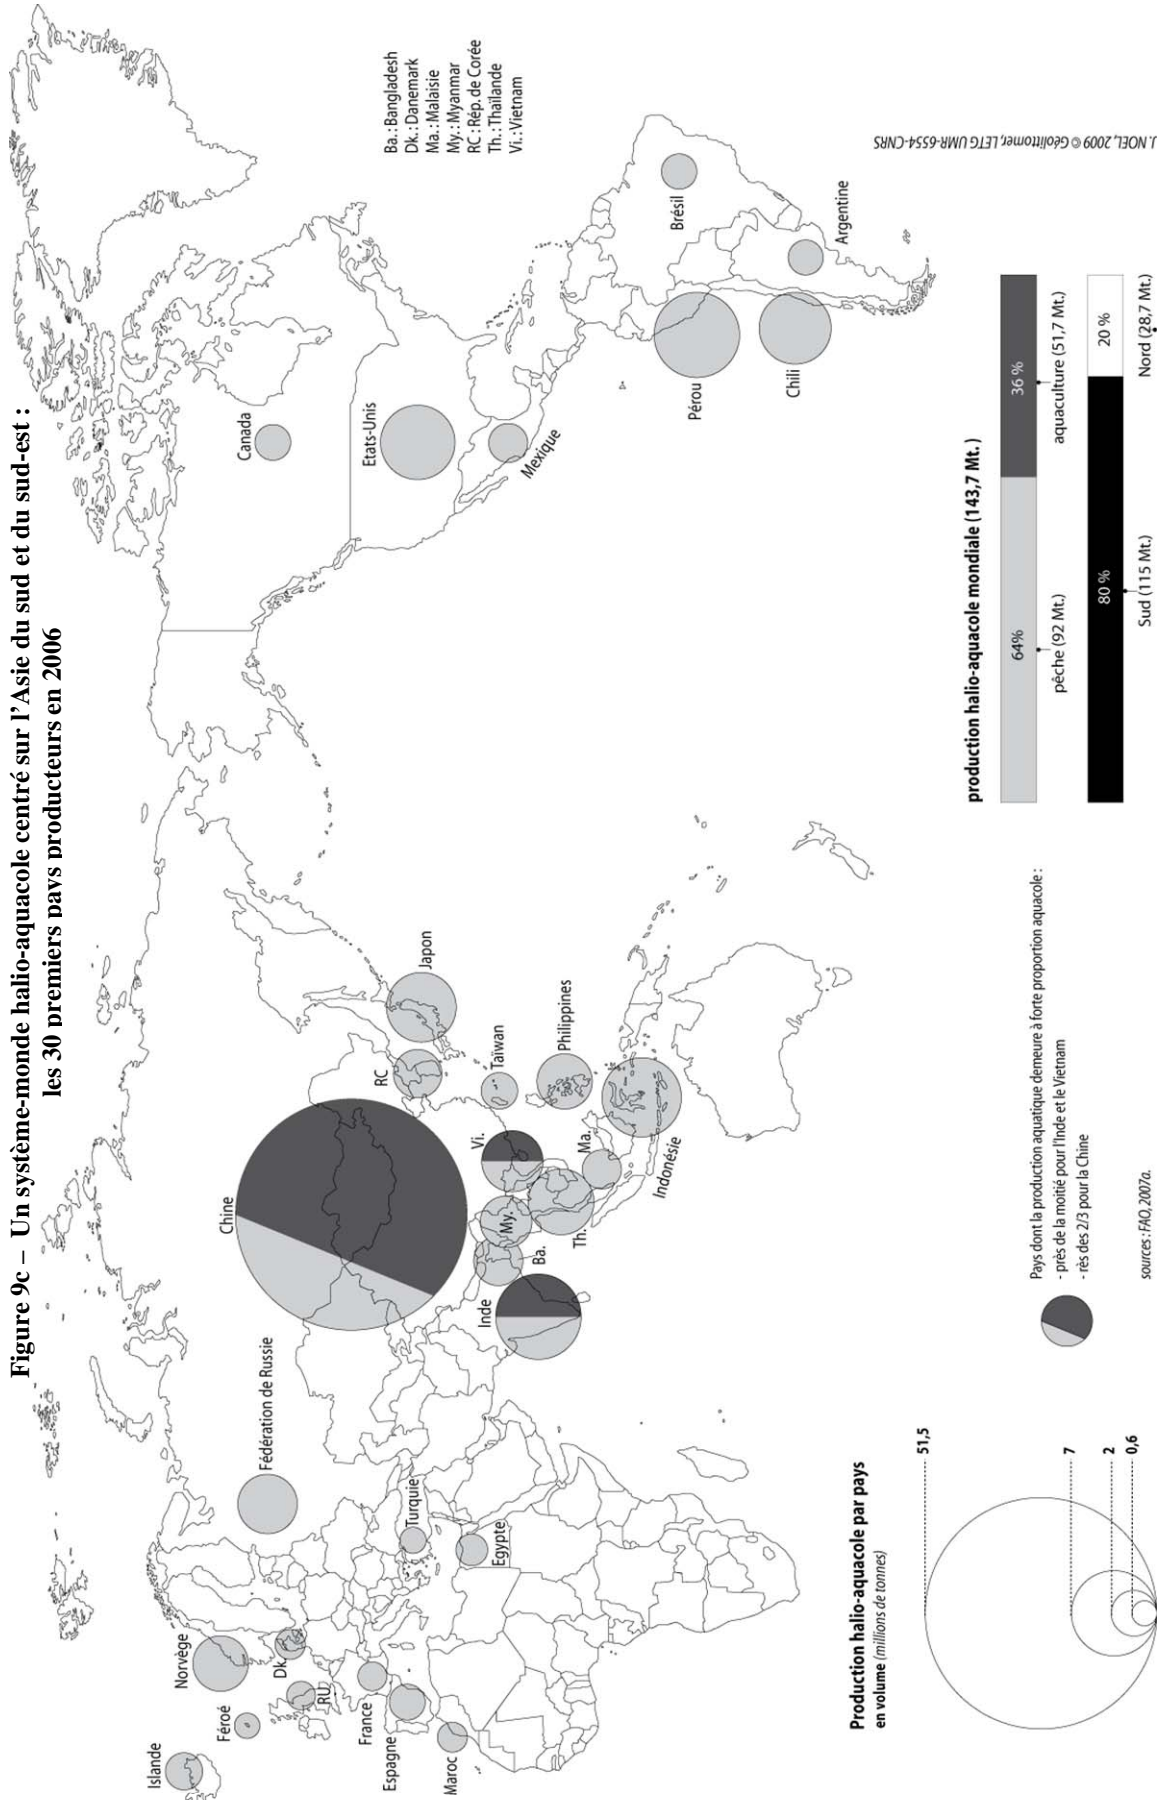 Figure 9c – Un système-monde halio-aquacole centré sur l'Asie du sud et du sud-est :
les 30 premiers pays producteurs en 2006
Islande
Féroé
Norvège
Dk.
RU
France
Espagne
Maroc
Fédération de Russie
Turquie
Egypte
Chine
Inde
Ba.
My.
Th.
Vi.
Ma.
Indonésie
Philippines
Taïwan
RC
Japon
Canada
Etats-Unis
Mexique
Pérou
Chili
Brésil
Argentine
Ba.: Bangladesh
Dk.: Danemark
Ma.: Malaisie
My.: Myanmar
RC : Rép. de Corée
Th.: Thaïlande
Vi.: Vietnam
Production halio-aquacole par pays
en volume (millions de tonnes)
51,5
7
2
0,6
Pays dont la production aquatique demeure à forte proportion aquacole :
- près de la moitié pour l'Inde et le Vietnam
- rès des 2/3 pour la Chine
sources : FAO, 2007a.
production halio-aquacole mondiale (143,7 Mt.)
64%
36 %
pêche (92 Mt.)
aquaculture (51,7 Mt.)
80 %
20 %
Sud (115 Mt.)
Nord (28,7 Mt.)
J. NOEL, 2009 © Géolittomer, LETG UMR-6554-CNRS